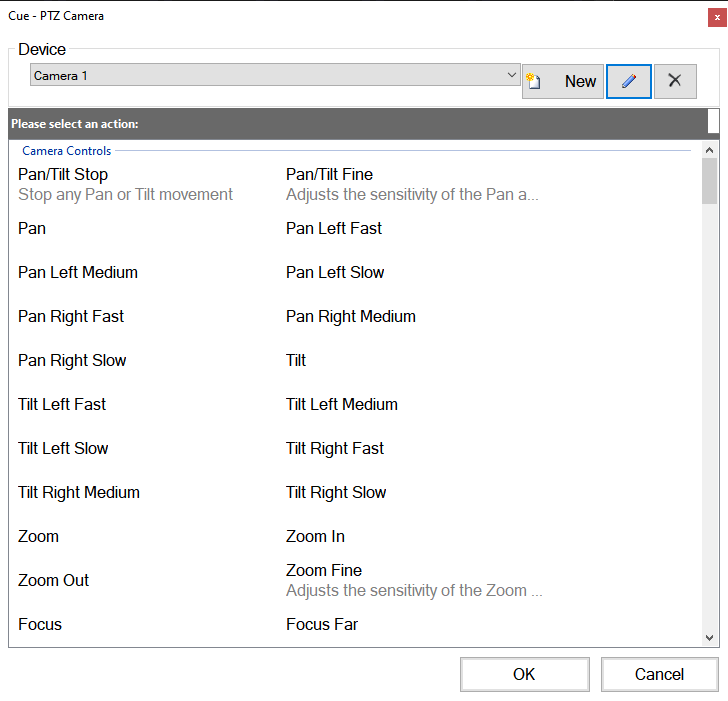 Cue - PTZ Camera
Device
Camera 1
New
Please select an action:
Camera Controls
Pan/Tilt Stop
Stop any Pan or Tilt movement
Pan/Tilt Fine
Adjusts the sensitivity of the Pan a...
Pan
Pan Left Fast
Pan Left Medium
Pan Left Slow
Pan Right Fast
Pan Right Medium
Pan Right Slow
Tilt
Tilt Left Fast
Tilt Left Medium
Tilt Left Slow
Tilt Right Fast
Tilt Right Medium
Tilt Right Slow
Zoom
Zoom In
Zoom Out
Zoom Fine
Adjusts the sensitivity of the Zoom ...
Focus
Focus Far
OK
Cancel